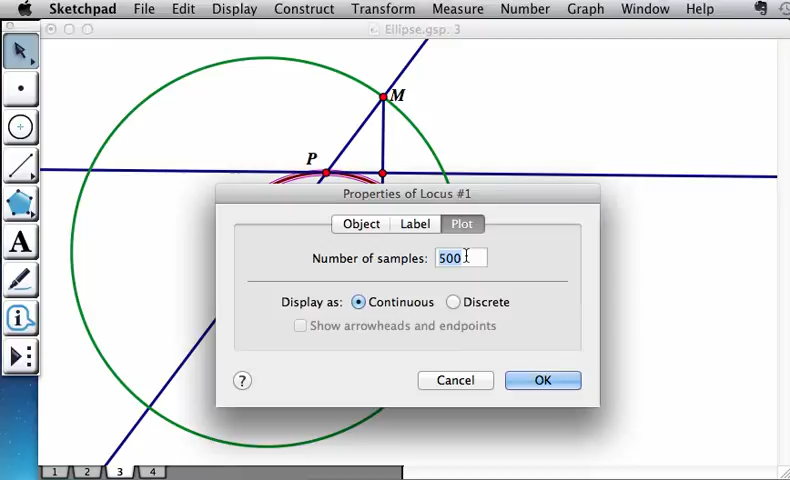 Sketchpad File Edit Display Construct Transform Measure Number Graph Window Help
Ellipse.gsp: 3
M
P
Properties of Locus #1
Object Label Plot
Number of samples: 500
Display as: Continuous Discrete
Show arrowheads and endpoints
? Cancel OK
A
i
1 2 3 4